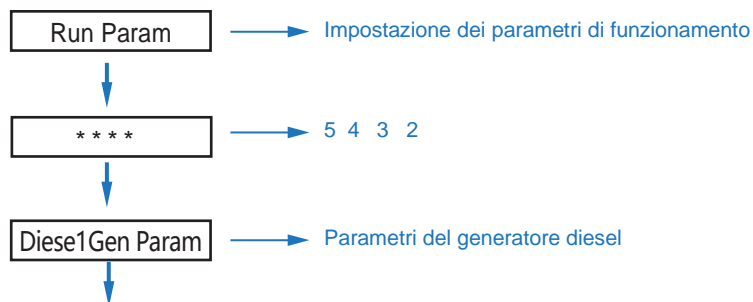 Run Param
Impostazione dei parametri di funzionamento
* * * *
5 4 3 2
Diese1Gen Param
Parametri del generatore diesel